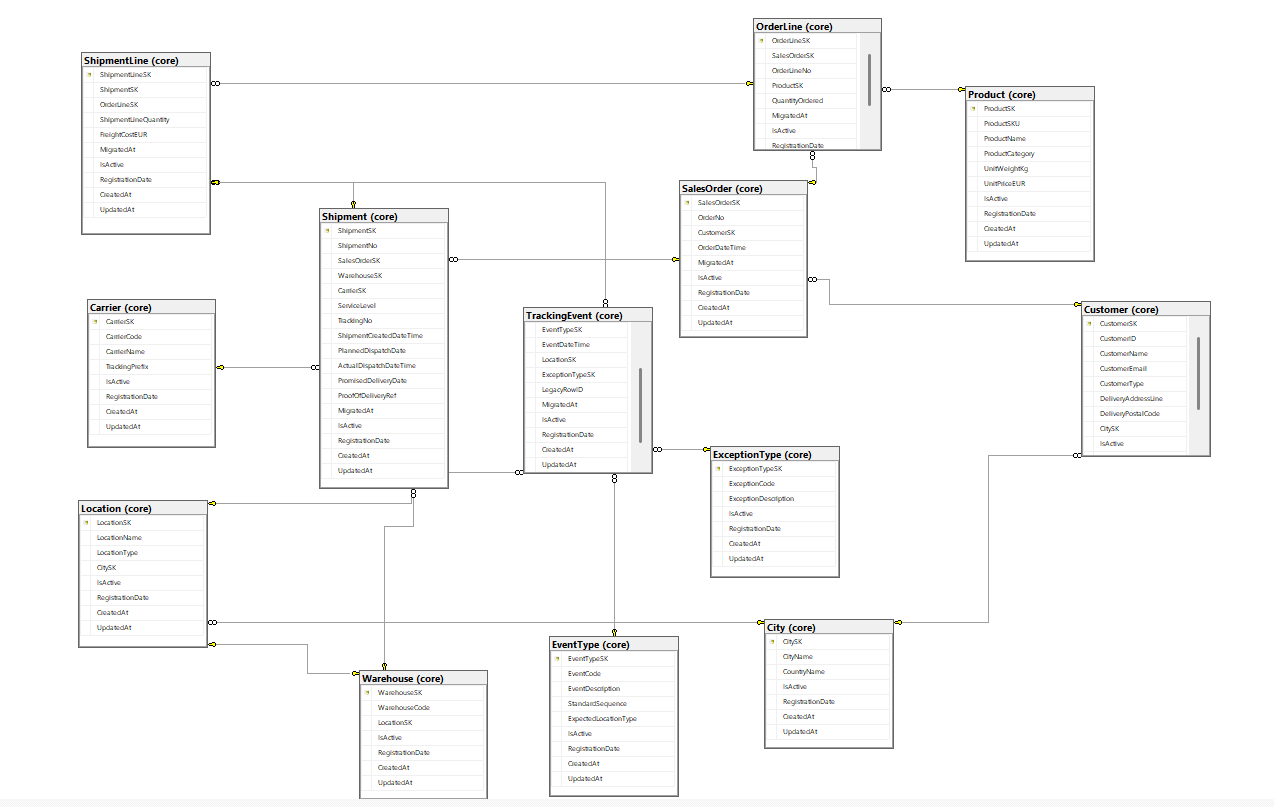 OrderLine (core)
OrderLineSK
SalesOrderSK
OrderLineNo
ProductSK
QuantityOrdered
MigratedAt
IsActive
RegistrationDate
ShipmentLine (core)
ShipmentLineSK
ShipmentSK
OrderLineSK
ShipmentLineQuantity
FreightCostEUR
MigratedAt
IsActive
RegistrationDate
CreatedAt
UpdatedAt
Product (core)
ProductSK
ProductSKU
ProductName
ProductCategory
UnitWeightKg
UnitPriceEUR
IsActive
RegistrationDate
CreatedAt
UpdatedAt
SalesOrder (core)
SalesOrderSK
OrderNo
CustomerSK
OrderDateTime
MigratedAt
IsActive
RegistrationDate
CreatedAt
UpdatedAt
Shipment (core)
ShipmentSK
ShipmentNo
SalesOrderSK
WarehouseSK
CarrierSK
ServiceLevel
TrackingNo
ShipmentCreatedDateTime
PlannedDispatchDate
ActualDispatchDateTime
PromisedDeliveryDate
ProofOfDeliveryRef
MigratedAt
IsActive
RegistrationDate
CreatedAt
UpdatedAt
Carrier (core)
CarrierSK
CarrierCode
CarrierName
TrackingPrefix
IsActive
RegistrationDate
CreatedAt
UpdatedAt
TrackingEvent (core)
EventTypeSK
EventDateTime
LocationSK
ExceptionTypeSK
LegacyRowID
MigratedAt
IsActive
RegistrationDate
CreatedAt
UpdatedAt
Customer (core)
CustomerSK
CustomerID
CustomerName
CustomerEmail
CustomerType
DeliveryAddressLine
DeliveryPostalCode
CitySK
IsActive
ExceptionType (core)
ExceptionTypeSK
ExceptionCode
ExceptionDescription
IsActive
RegistrationDate
CreatedAt
UpdatedAt
Location (core)
LocationSK
LocationName
LocationType
CitySK
IsActive
RegistrationDate
CreatedAt
UpdatedAt
City (core)
CitySK
CityName
CountryName
IsActive
RegistrationDate
CreatedAt
UpdatedAt
EventType (core)
EventTypeSK
EventCode
EventDescription
StandardSequence
ExpectedLocationType
IsActive
RegistrationDate
CreatedAt
UpdatedAt
Warehouse (core)
WarehouseSK
WarehouseCode
LocationSK
IsActive
RegistrationDate
CreatedAt
UpdatedAt